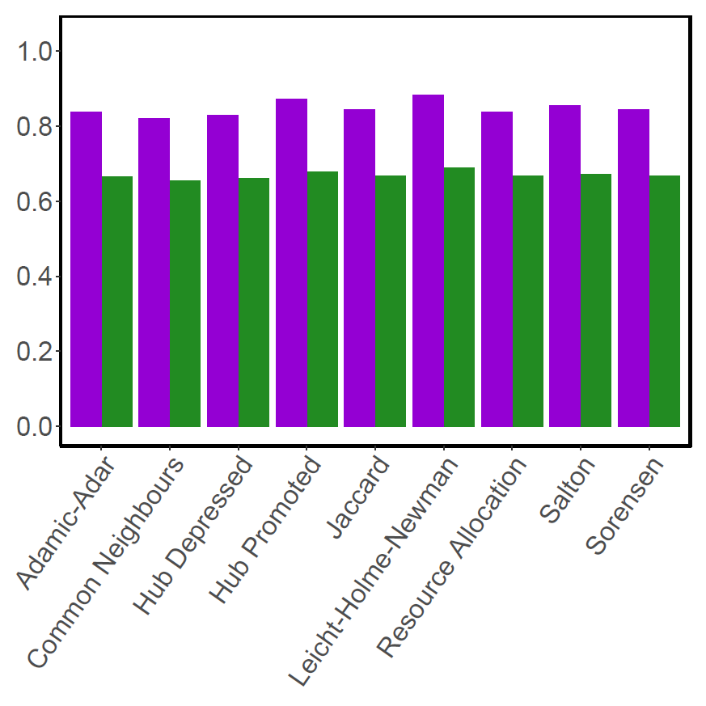 1.0
0.8
0.6
0.4
0.2
0.0
Adamic-Adar
Common Neighbours
Hub Depressed
Hub Promoted
Jaccard
Leicht-Holme-Newman
Resource Allocation
Salton
Sorensen